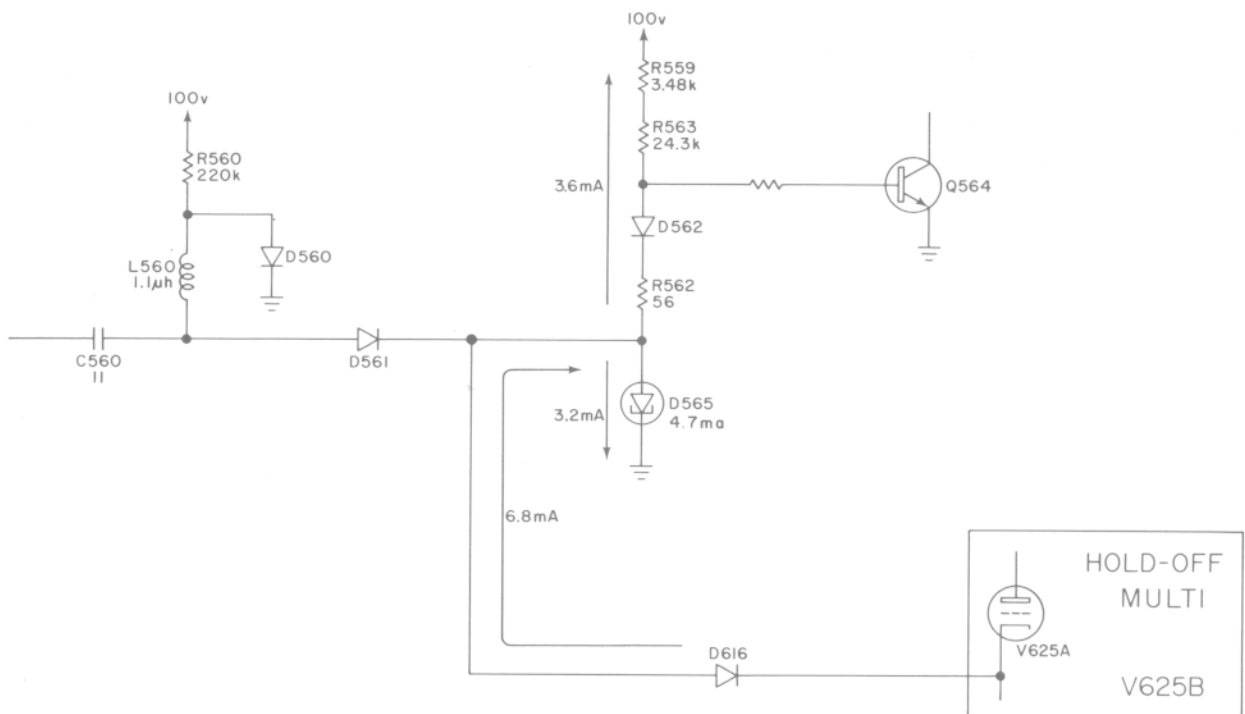 100v
R559
3.48k
100v
R563
24.3k
R560
220k
3.6mA
Q564
D562
D560
L560
1.1μh
R562
56
C560
11
D561
D565
4.7ma
3.2mA
6.8mA
HOLD-OFF
MULTI
V625A
D616
V625B